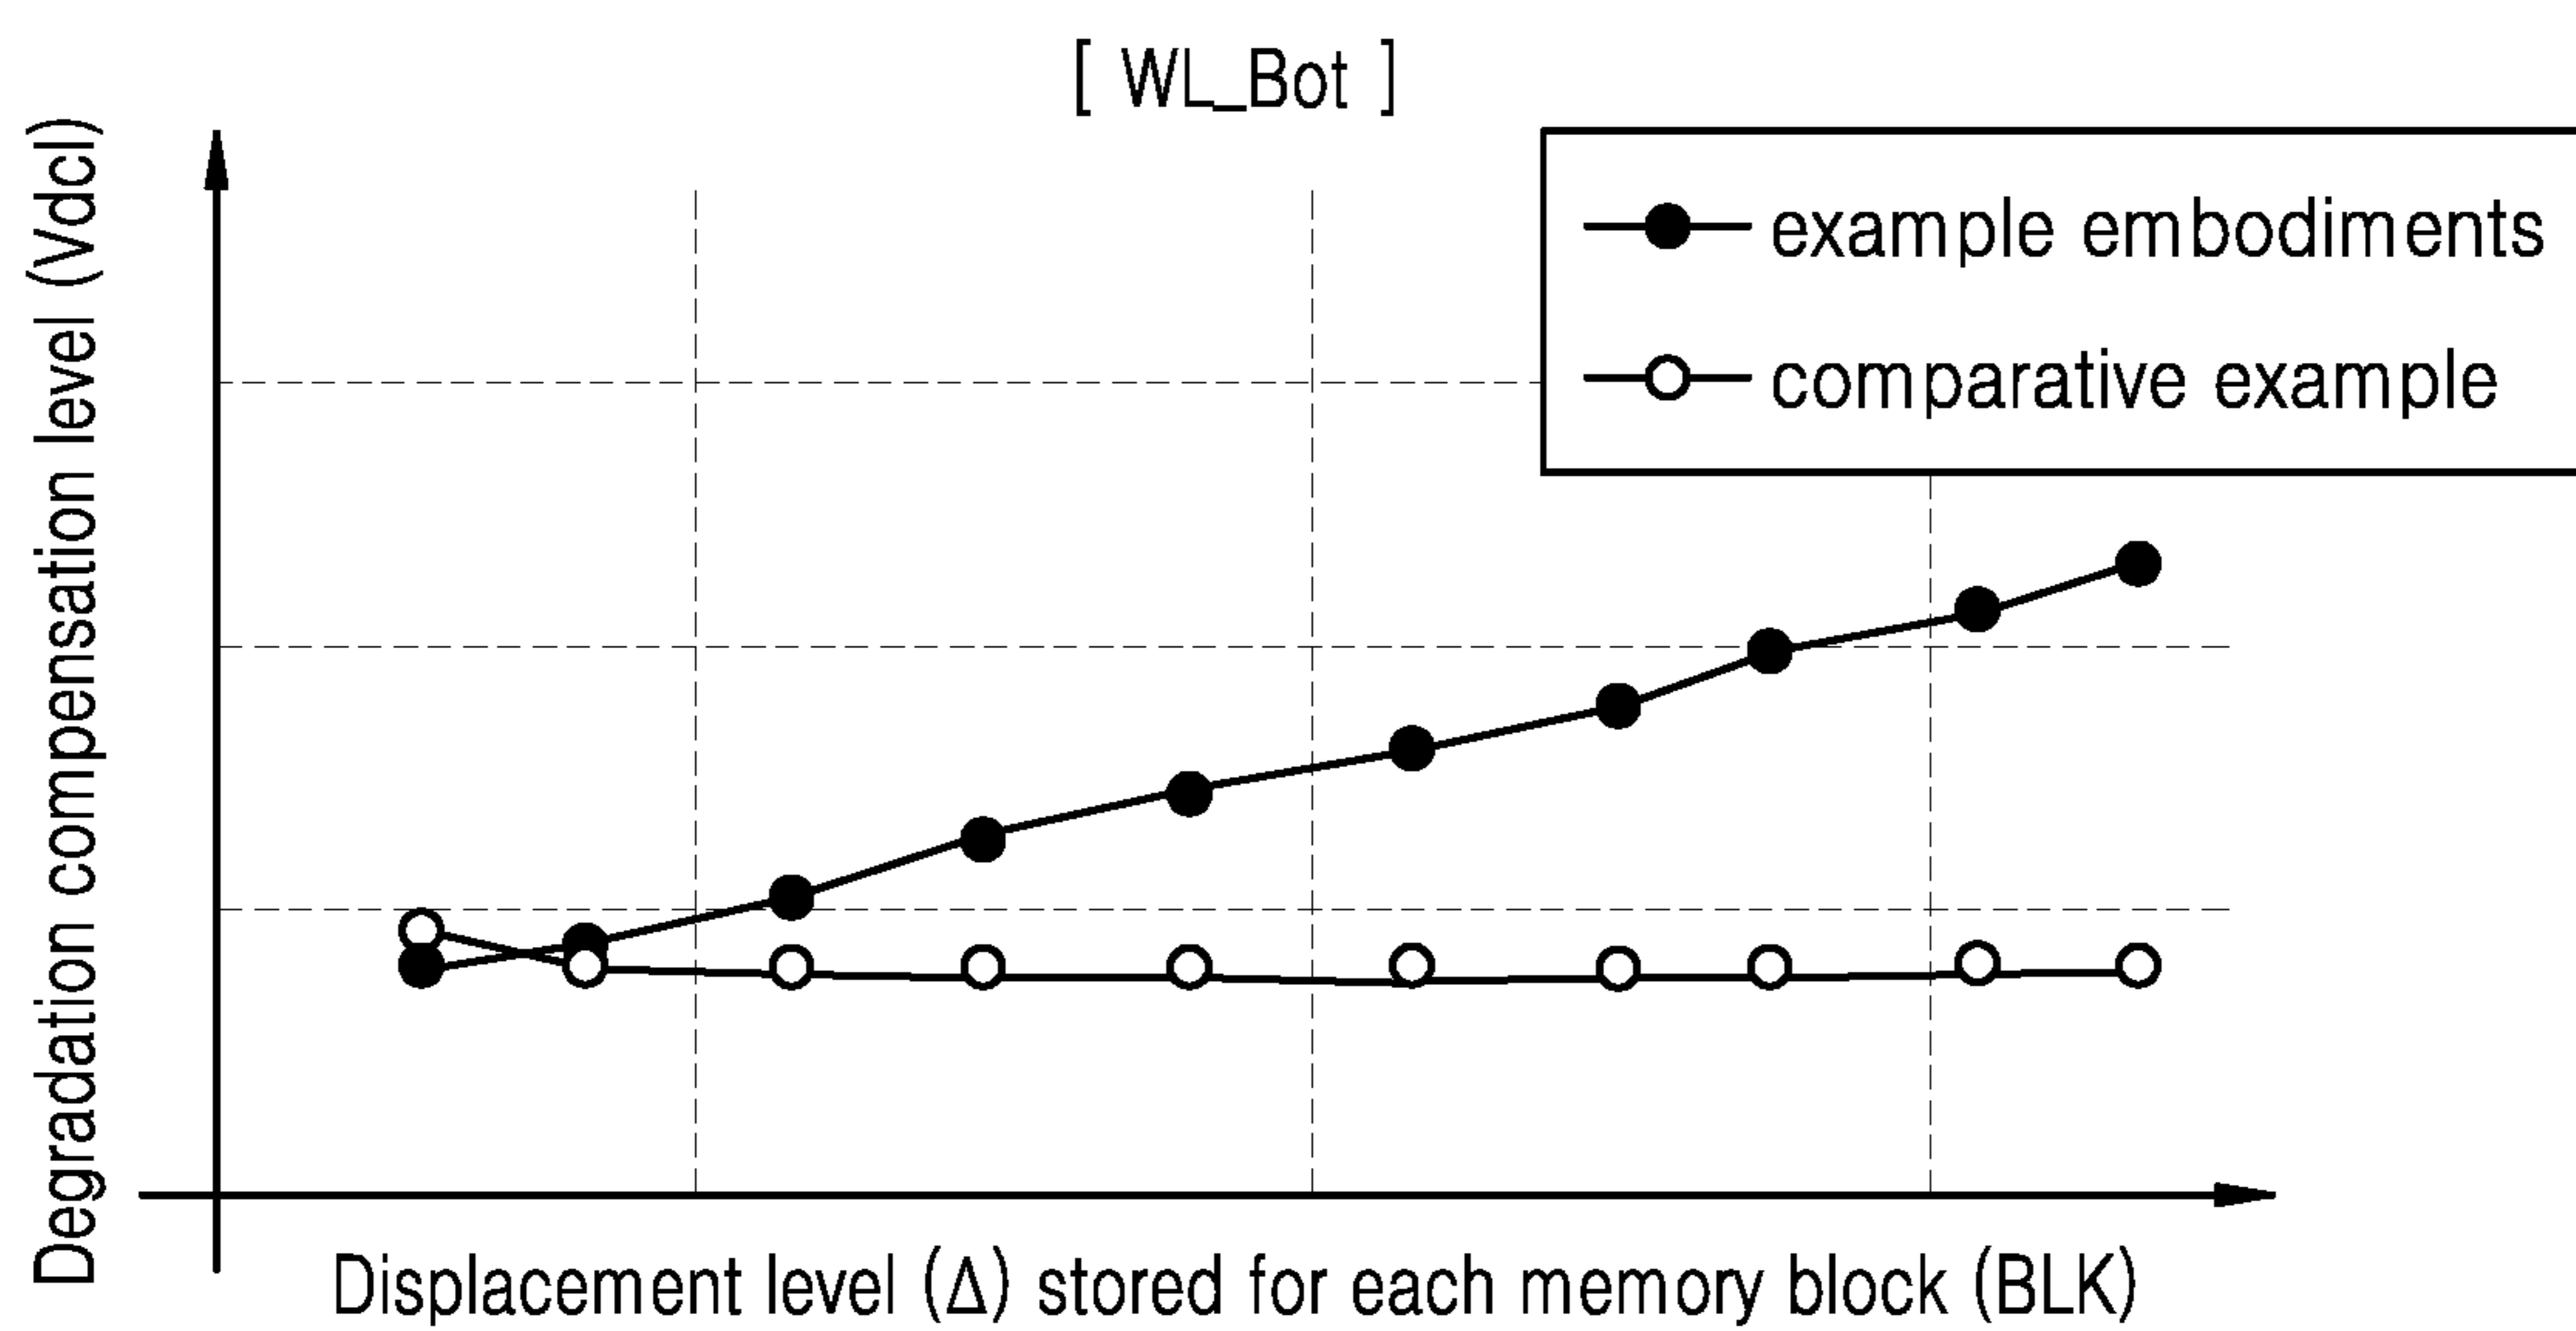 [ WL_Bot ]
example embodiments
comparative example
Degradation compensation level (Vdcl)
Displacement level (Δ) stored for each memory block (BLK)